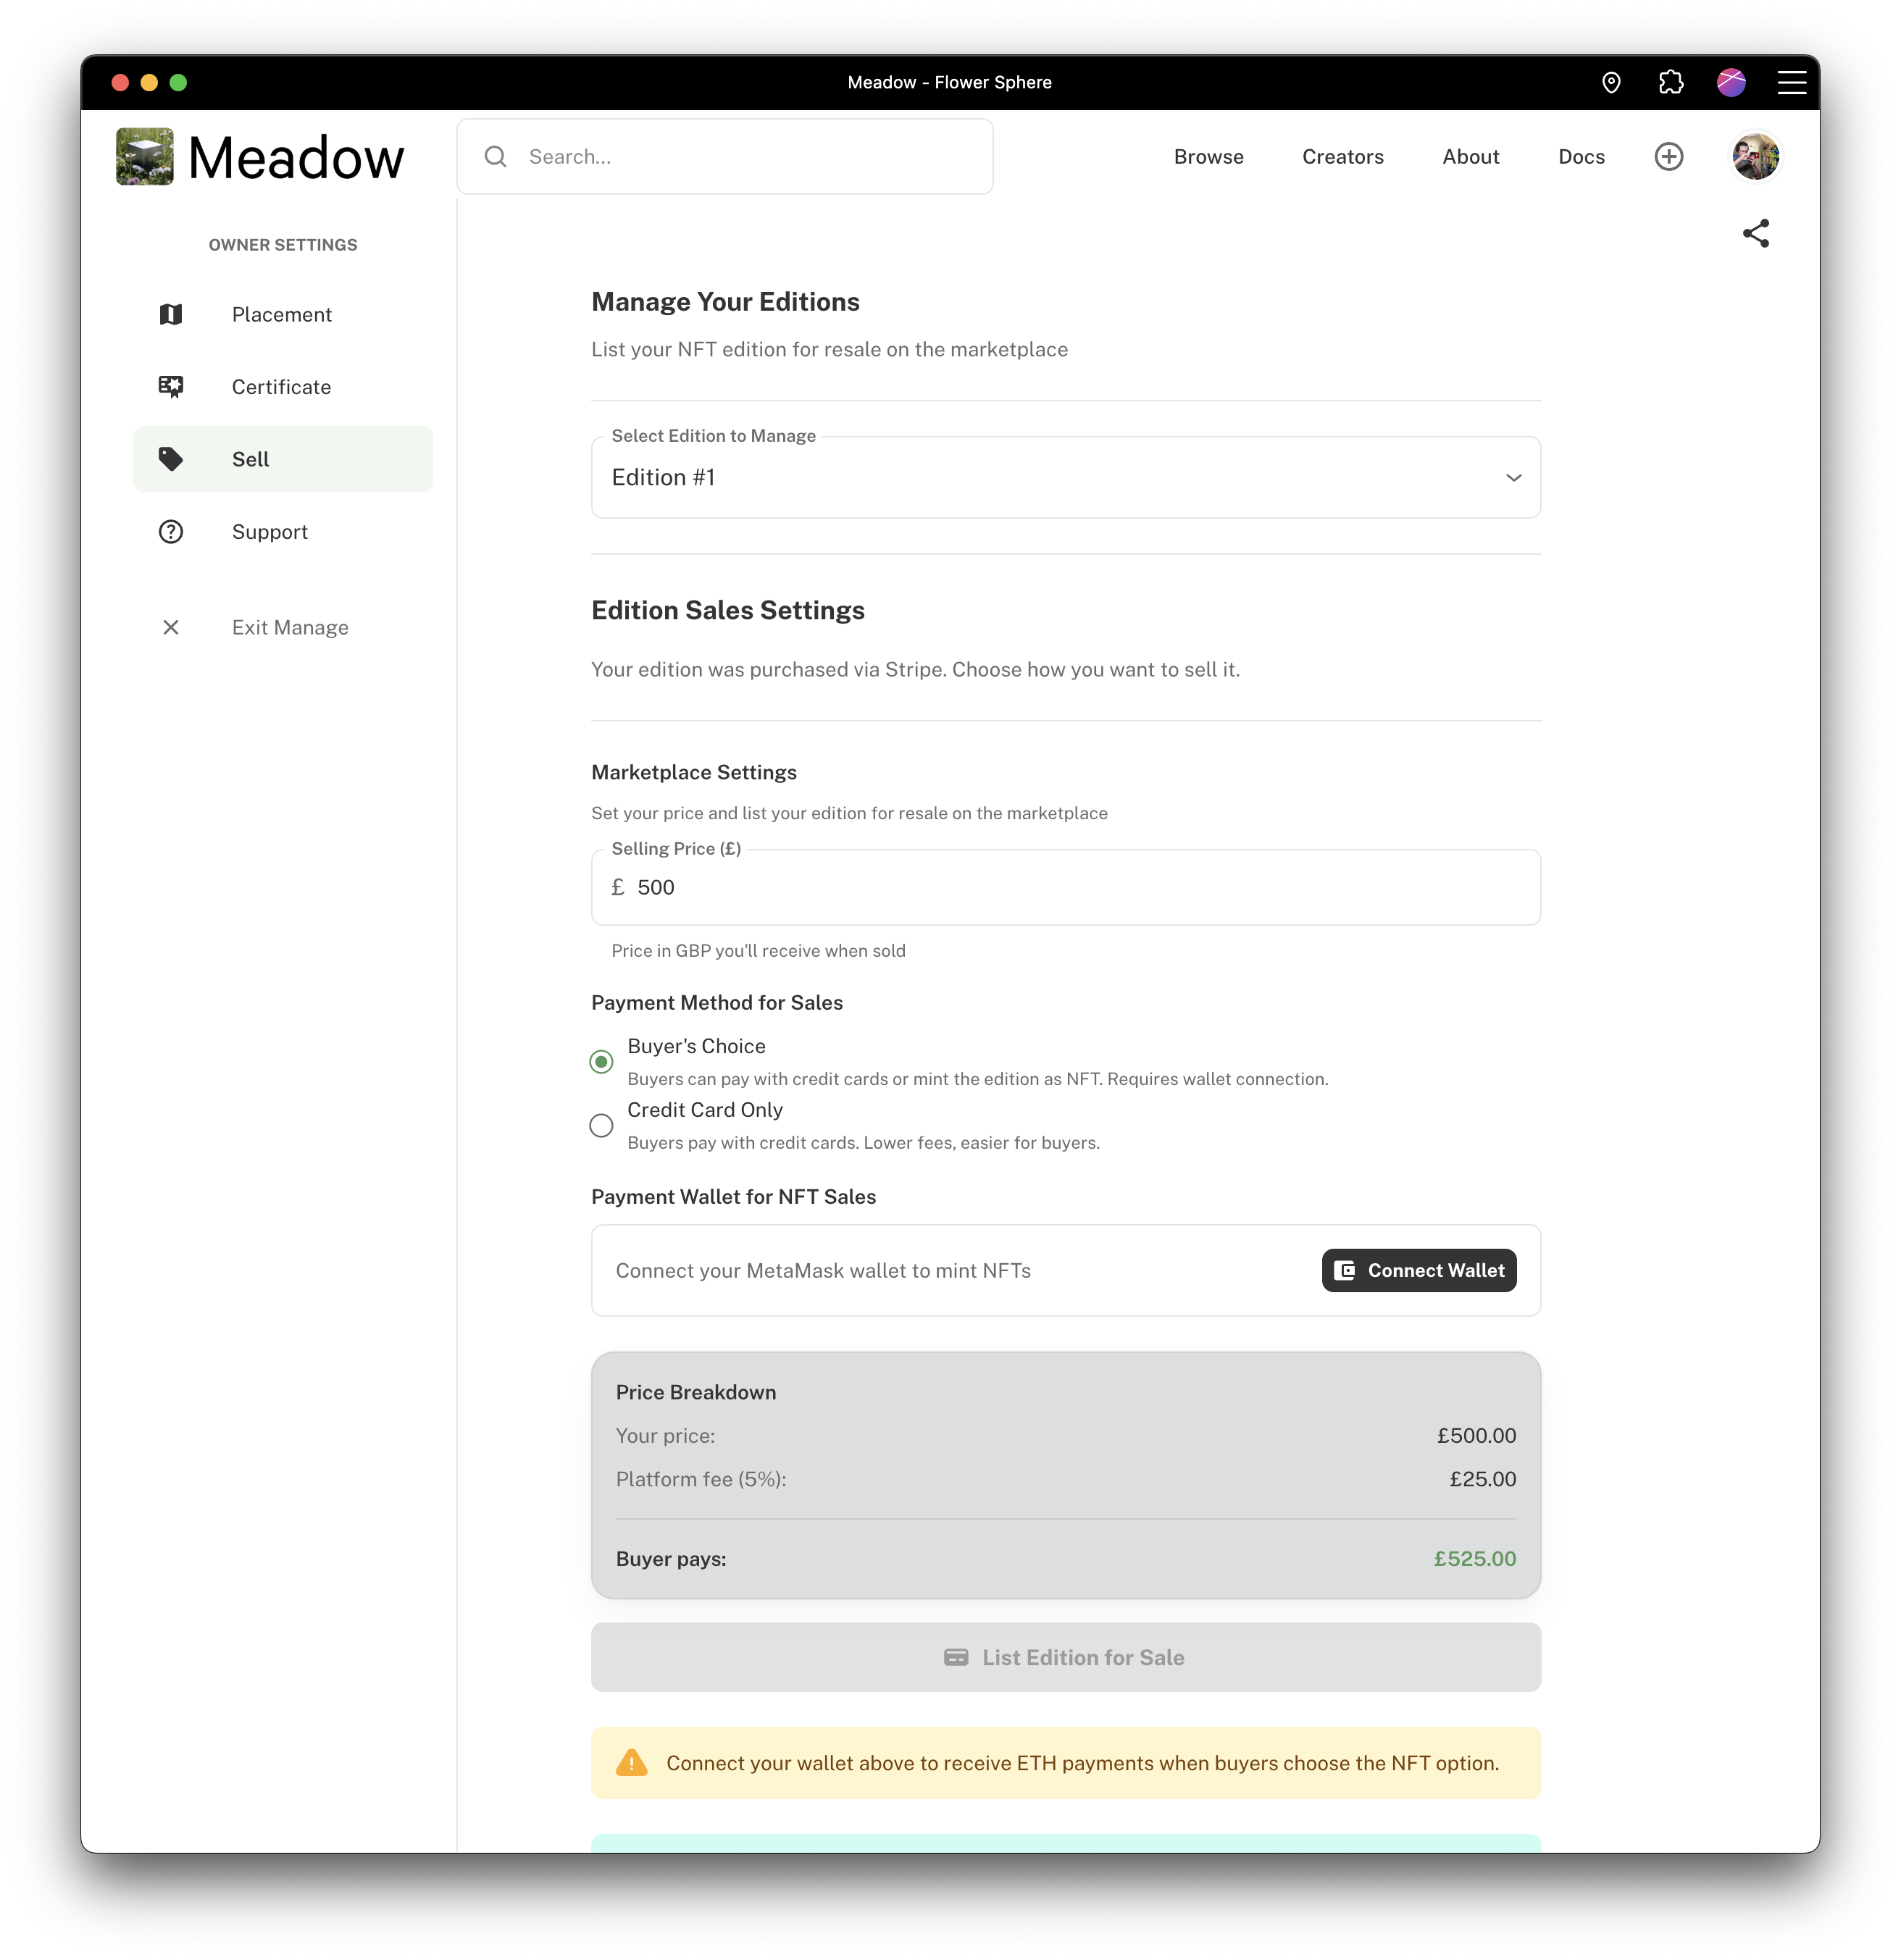 Meadow - Flower Sphere
Meadow
Search...
Browse
Creators
About
Docs
OWNER SETTINGS
Placement
Certificate
Sell
Support
Exit Manage
Manage Your Editions
List your NFT edition for resale on the marketplace
Select Edition to Manage
Edition #1
Edition Sales Settings
Your edition was purchased via Stripe. Choose how you want to sell it.
Marketplace Settings
Set your price and list your edition for resale on the marketplace
Selling Price (£)
£ 500
Price in GBP you'll receive when sold
Payment Method for Sales
Buyer's Choice
Buyers can pay with credit cards or mint the edition as NFT. Requires wallet connection.
Credit Card Only
Buyers pay with credit cards. Lower fees, easier for buyers.
Payment Wallet for NFT Sales
Connect your MetaMask wallet to mint NFTs
Connect Wallet
Price Breakdown
Your price: £500.00
Platform fee (5%): £25.00
Buyer pays: £525.00
List Edition for Sale
Connect your wallet above to receive ETH payments when buyers choose the NFT option.